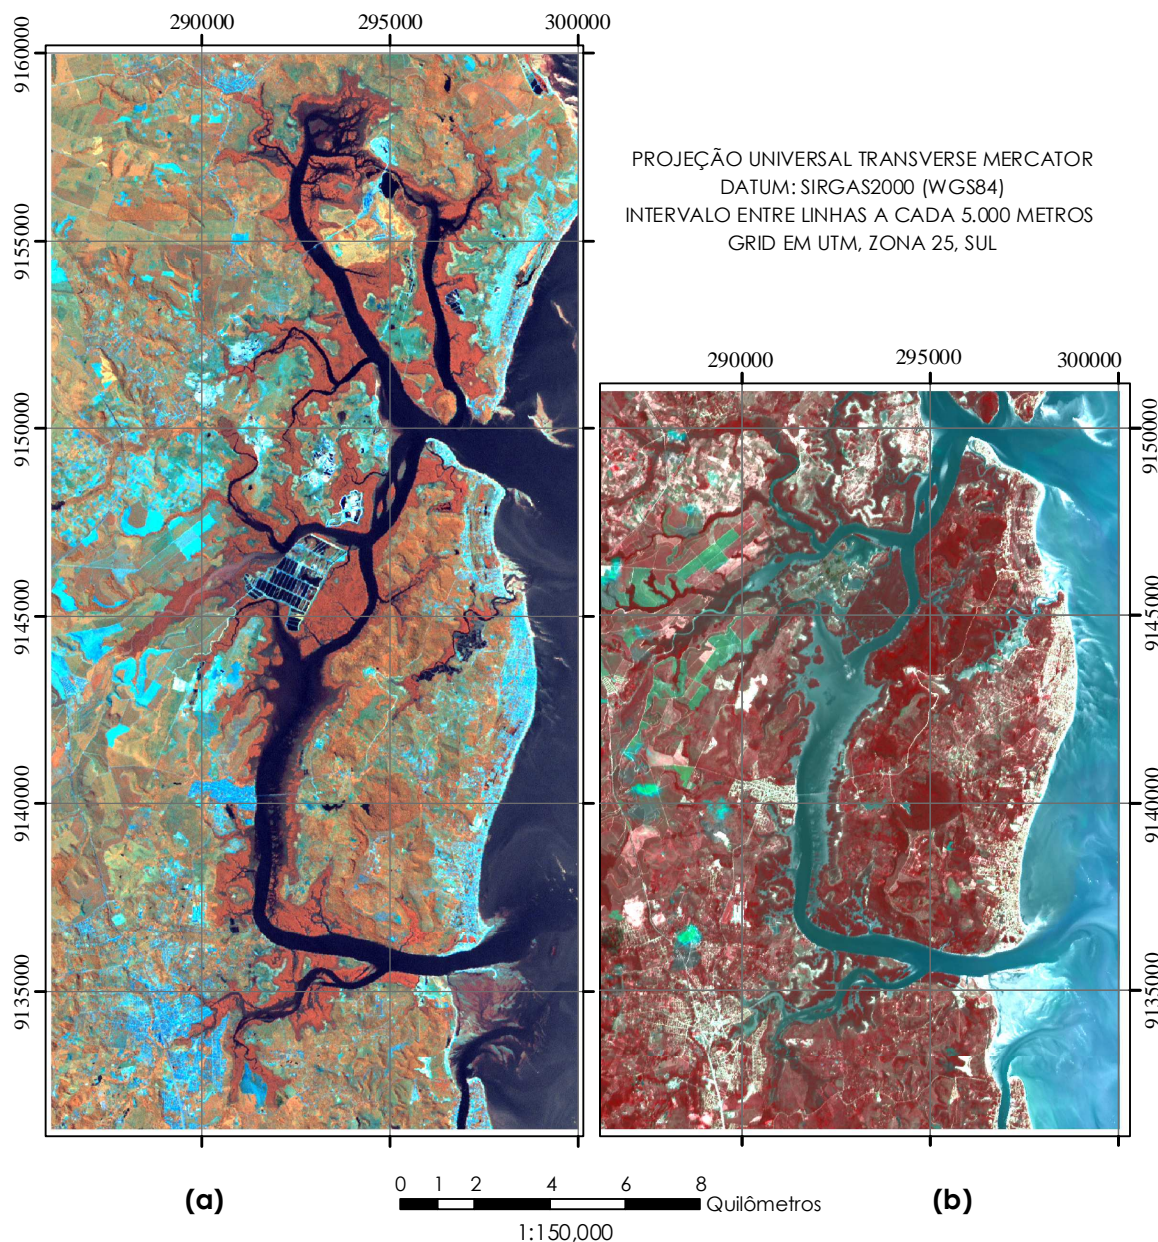 290000 295000 300000
9160000
9155000
9150000
9145000
9140000
9135000
PROJEÇÃO UNIVERSAL TRANSVERSE MERCATOR
DATUM: SIRGAS2000 (WGS84)
INTERVALO ENTRE LINHAS A CADA 5.000 METROS
GRID EM UTM, ZONA 25, SUL
290000 295000 300000
9150000
9145000
9140000
9135000
(a)
0 1 2 4 6 8
Quilômetros
1:150,000
(b)